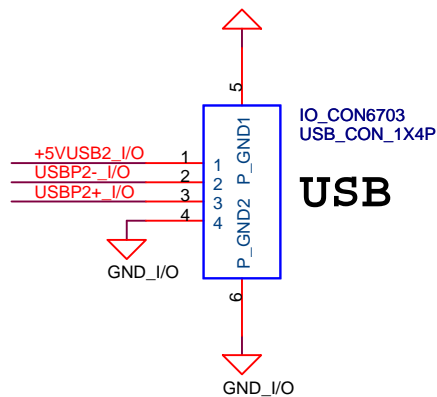 5
IO_CON6703
USB_CON_1X4P
USB
+5VUSB2_I/O
1
1
USBP2-_I/O
2
2
USBP2+_I/O
3
3
4
4
P_GND1
P_GND2
GND_I/O
6
GND_I/O